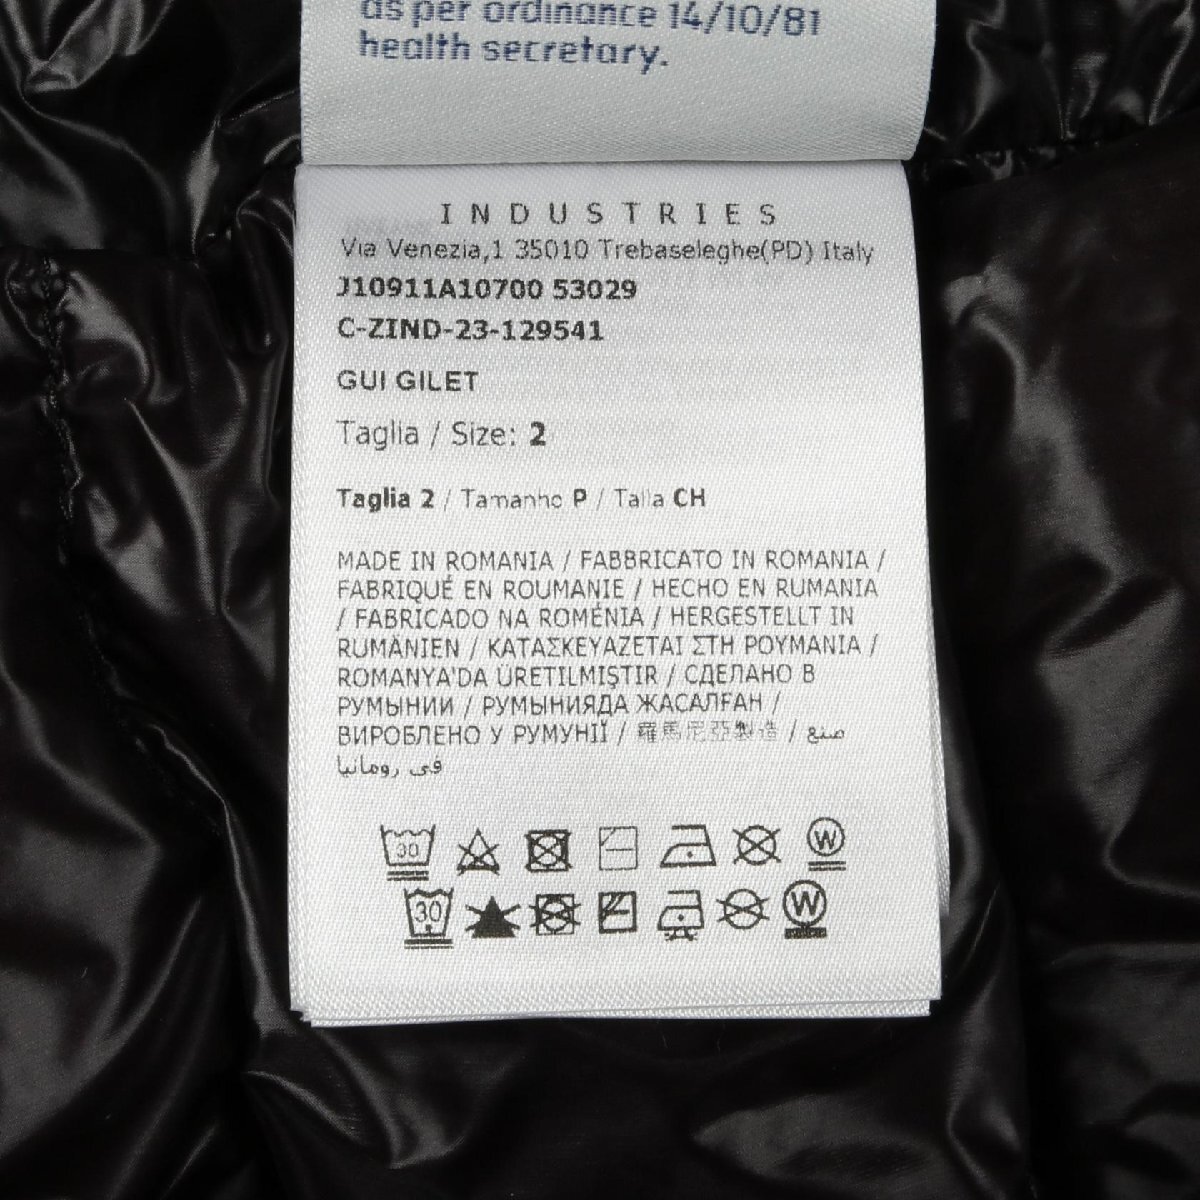 as per ordinance 14/10/81
health secretary.
INDUSTRIES
Via Venezia,1 35010 Trebaseleghe(PD) Italy
J10911A10700 53029
C-ZIND-23-129541
GUI GILET
Taglia / Size: 2
Taglia 2 / Tamanho P / Talla CH
MADE IN ROMANIA / FABBRICATO IN ROMANIA /
FABRIQUÉ EN ROUMANIE / HECHO EN RUMANIA
/ FABRICADO NA ROMÉNIA / HERGESTELLT IN
RUMÄNIEN / ΚΑΤΑΣΚΕΥΑΖΕΤΑΙ ΣΤΗ ΡΟΥΜΑΝΙΑ /
ROMANYA'DA ÜRETILMIŞTIR / СДЕЛАНО В
РУМЫНИИ / РУМЫНИЯДА ЖАСАЛҒАН /
ВИРОБЛЕНО У РУМУНІЇ / 羅馬尼亞製造 / صنع
في رومانيا
30 W
30 W